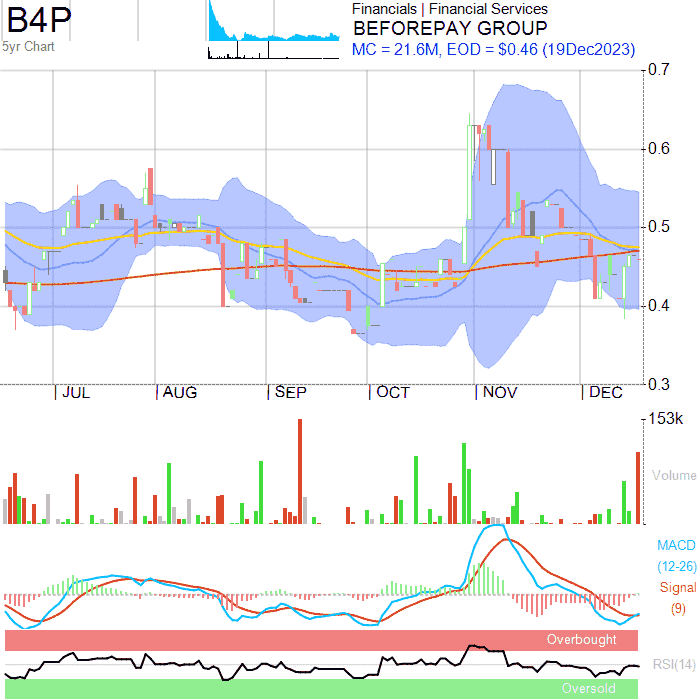 B4P
5yr Chart
Financials | Financial Services
BEFOREPAY GROUP
MC = 21.6M, EOD = $0.46 (19Dec2023)
0.7
0.6
0.5
0.4
0.3
| JUL | AUG | SEP | OCT | NOV | DEC
153k
Volume
MACD
(12-26)
Signal
(9)
Overbought
RSI(14)
Oversold